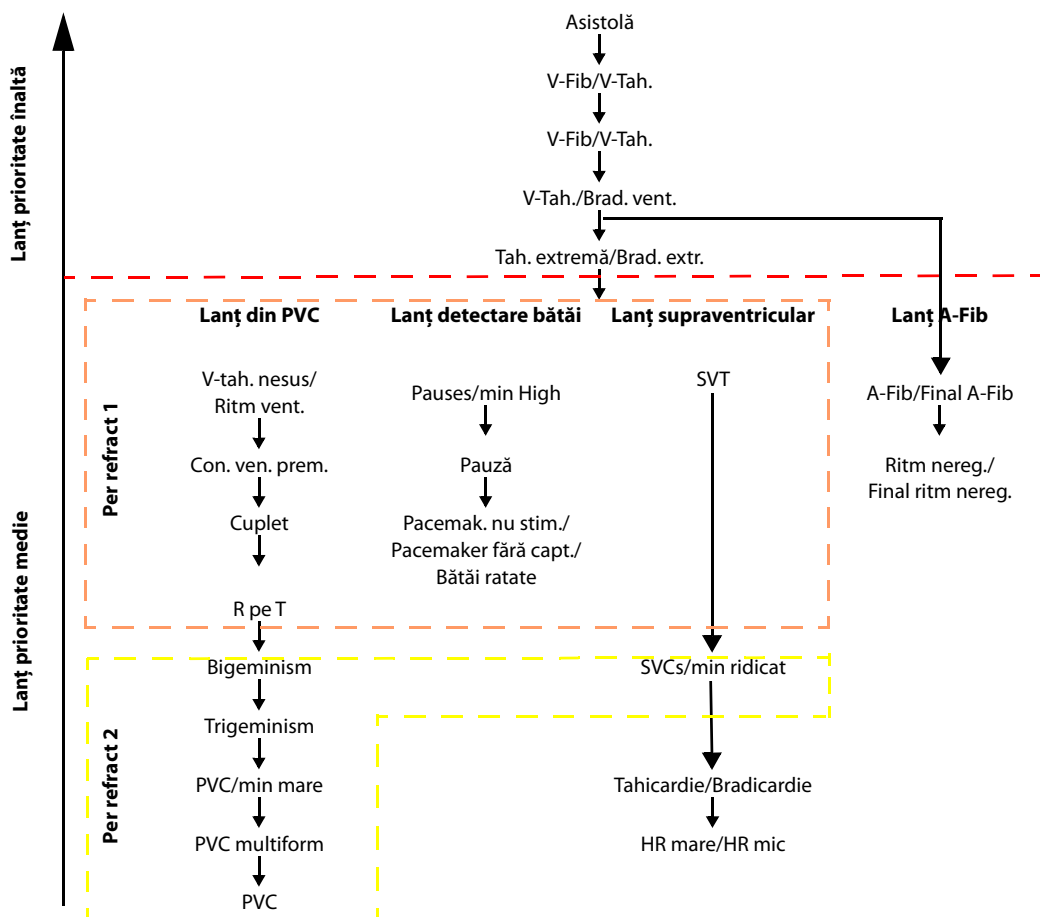 Lanț prioritate înaltă
Asistolă
V-Fib/V-Tah.
V-Fib/V-Tah.
V-Tah./Brad. vent.
Tah. extremă/Brad. extr.
Lanț prioritate medie
Per refract 1
Lanț din PVC
V-tah. nesus/
Ritm vent.
Con. ven. prem.
Cuplet
R pe T
Lanț detectare bătăi
Pauses/min High
Pauză
Pacemak. nu stim./
Pacemaker fără capt./
Bătăi ratate
Lanț supraventricular
SVT
Lanț A-Fib
A-Fib/Final A-Fib
Ritm nereg./
Final ritm nereg.
Per refract 2
Bigeminism
Trigeminism
PVC/min mare
PVC multiform
PVC
SVCs/min ridicat
Tahicardie/Bradicardie
HR mare/HR mic